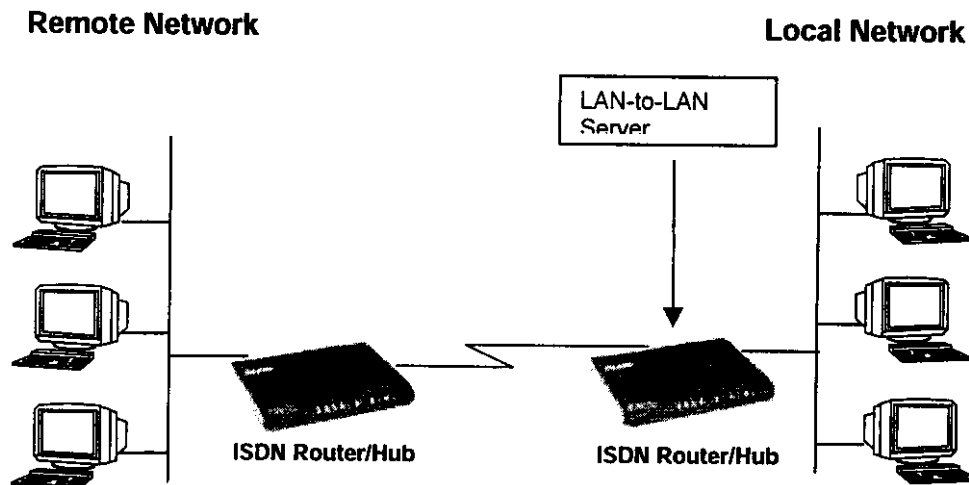 Remote Network
Local Network
LAN-to-LAN
Server
ISDN Router/Hub
ISDN Router/Hub